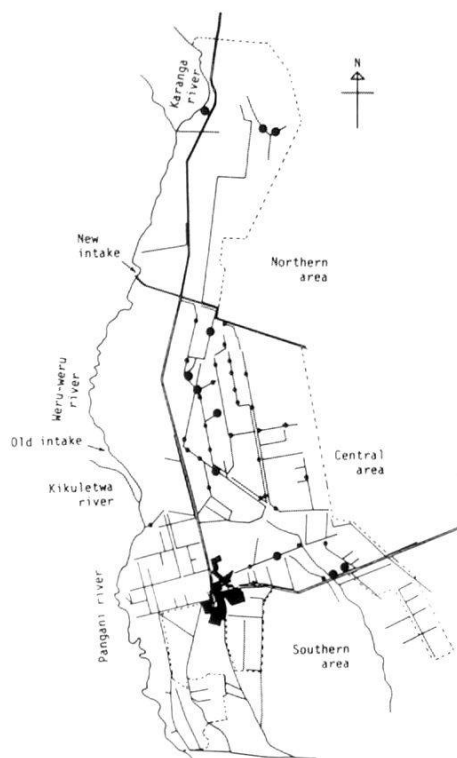 Karanga
river
N
New
intake
Northern
area
Weru-weru
river
Old intake
Kikuletwa
river
Central
area
Pangani river
Southern
area